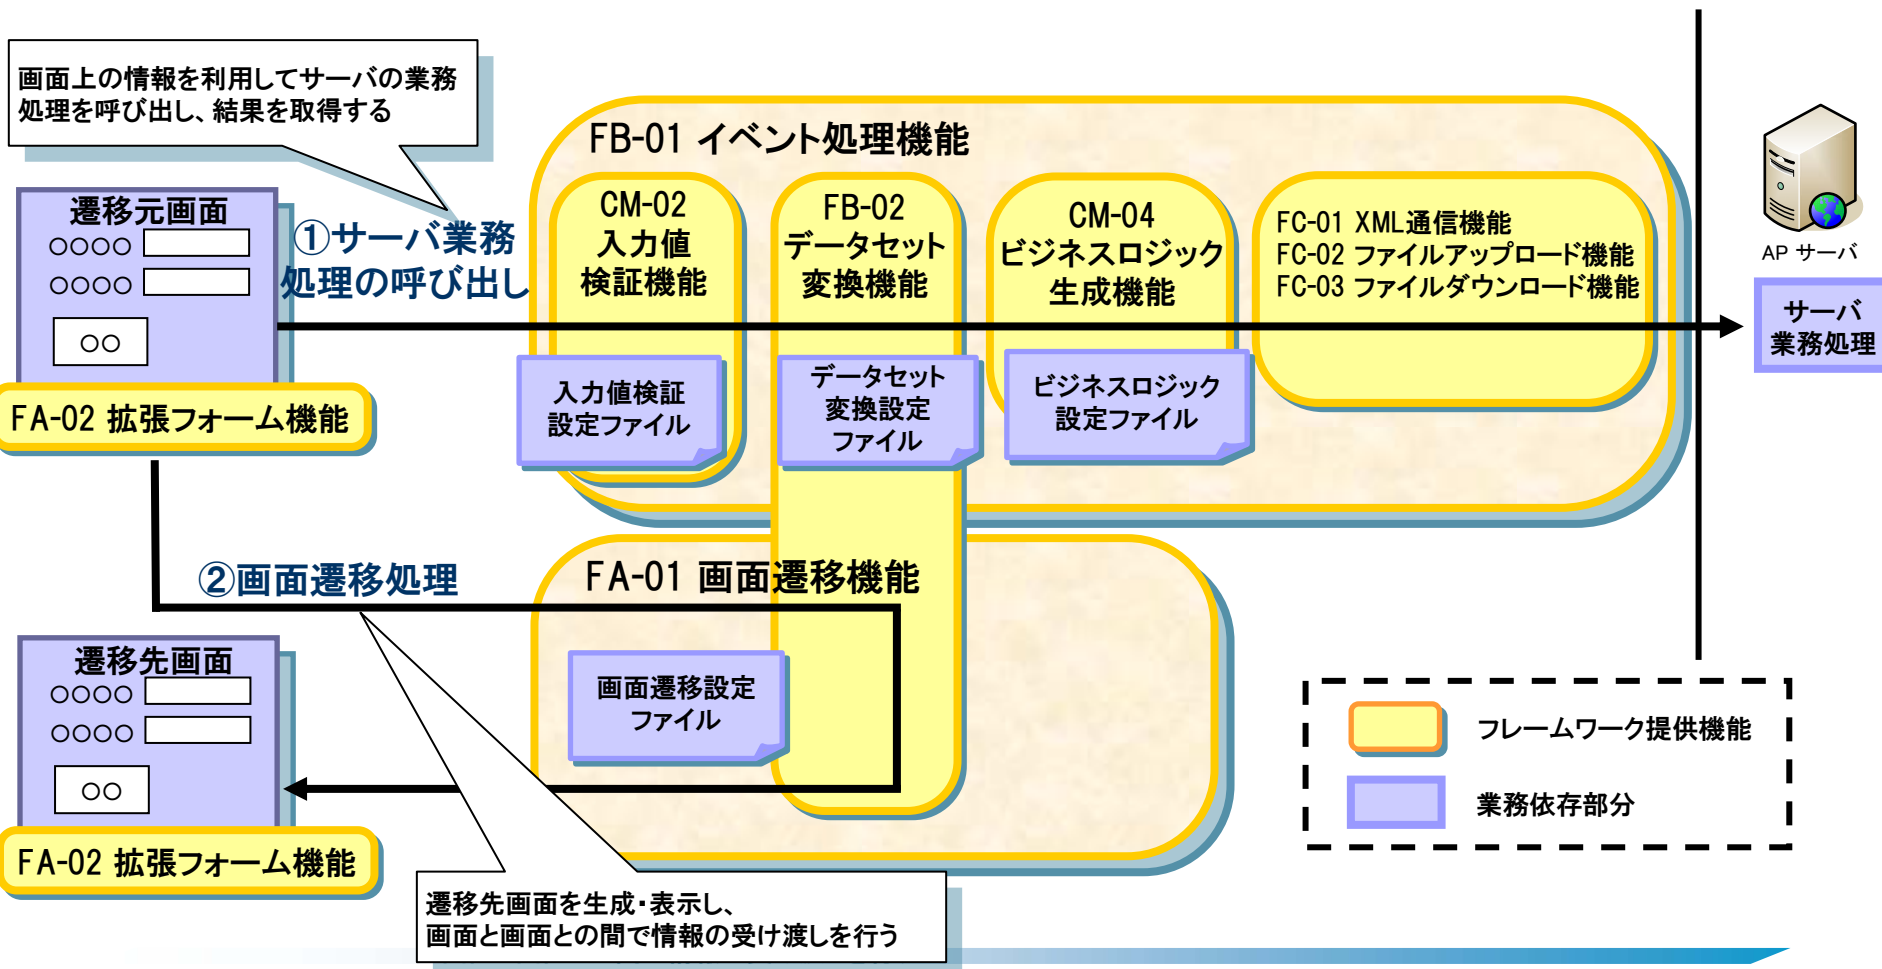 画面上の情報を利用してサーバの業務
処理を呼び出し、結果を取得する
遷移元画面
○○○○
○○○○
○○
FA-02 拡張フォーム機能
①サーバ業務
処理の呼び出し
FB-01 イベント処理機能
CM-02
入力値
検証機能
入力値検証
設定ファイル
FB-02
データセット
変換機能
データセット
変換設定
ファイル
CM-04
ビジネスロジック
生成機能
ビジネスロジック
設定ファイル
FC-01 XML通信機能
FC-02 ファイルアップロード機能
FC-03 ファイルダウンロード機能
AP サーバ
サーバ
業務処理
②画面遷移処理
FA-01 画面遷移機能
画面遷移設定
ファイル
遷移先画面
○○○○
○○○○
○○
FA-02 拡張フォーム機能
遷移先画面を生成・表示し、
画面と画面との間で情報の受け渡しを行う
フレームワーク提供機能
業務依存部分